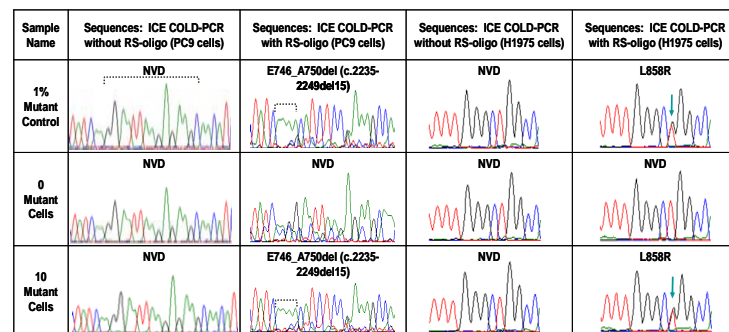 Sample
Name
Sequences: ICE COLD-PCR
without RS-oligo (PC9 cells)
Sequences: ICE COLD-PCR
with RS-oligo (PC9 cells)
Sequences: ICE COLD-PCR
without RS-oligo (H1975 cells)
Sequences: ICE COLD-PCR
with RS-oligo (H1975 cells)
1%
Mutant
Control
NVD
E746_A750del (c.2235-
2249del15)
NVD
L858R
0
Mutant
Cells
NVD
NVD
NVD
NVD
10
Mutant
Cells
NVD
E746_A750del (c.2235-
2249del15)
NVD
L858R